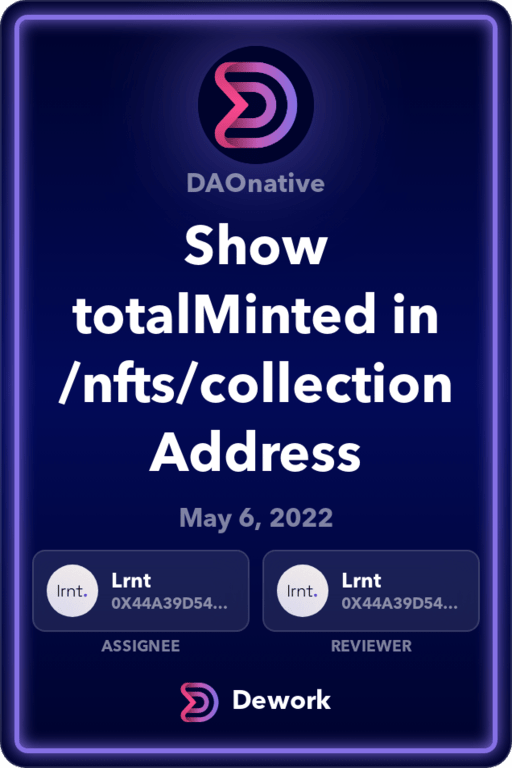 DAOnative
Show
totalMinted in
/nfts/collection
Address
May 6, 2022
lrnt.
Lrnt
0X44A39D54...
lrnt.
Lrnt
0X44A39D54...
ASSIGNEE
REVIEWER
Dework